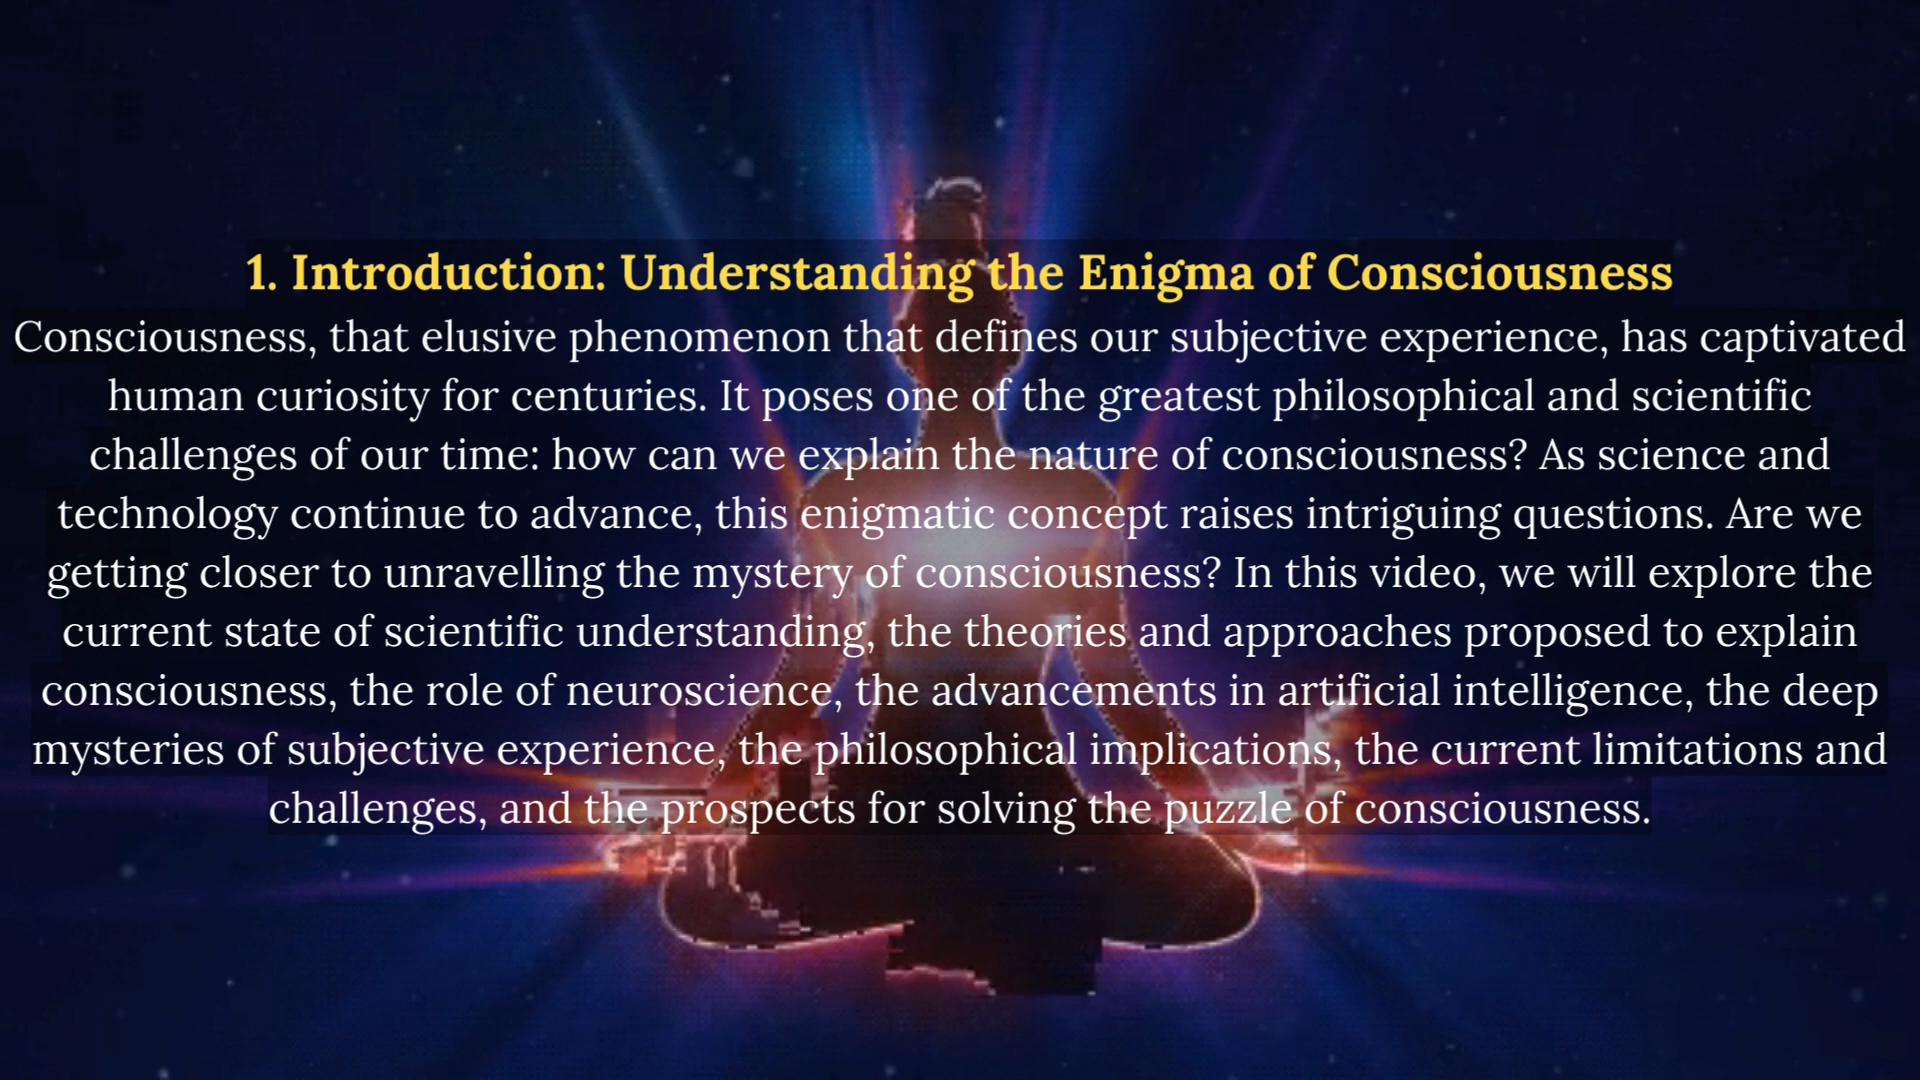 1. Introduction: Understanding the Enigma of Consciousness
Consciousness, that elusive phenomenon that defines our subjective experience, has captivated
human curiosity for centuries. It poses one of the greatest philosophical and scientific
challenges of our time: how can we explain the nature of consciousness? As science and
technology continue to advance, this enigmatic concept raises intriguing questions. Are we
getting closer to unravelling the mystery of consciousness? In this video, we will explore the
current state of scientific understanding, the theories and approaches proposed to explain
consciousness, the role of neuroscience, the advancements in artificial intelligence, the deep
mysteries of subjective experience, the philosophical implications, the current limitations and
challenges, and the prospects for solving the puzzle of consciousness.